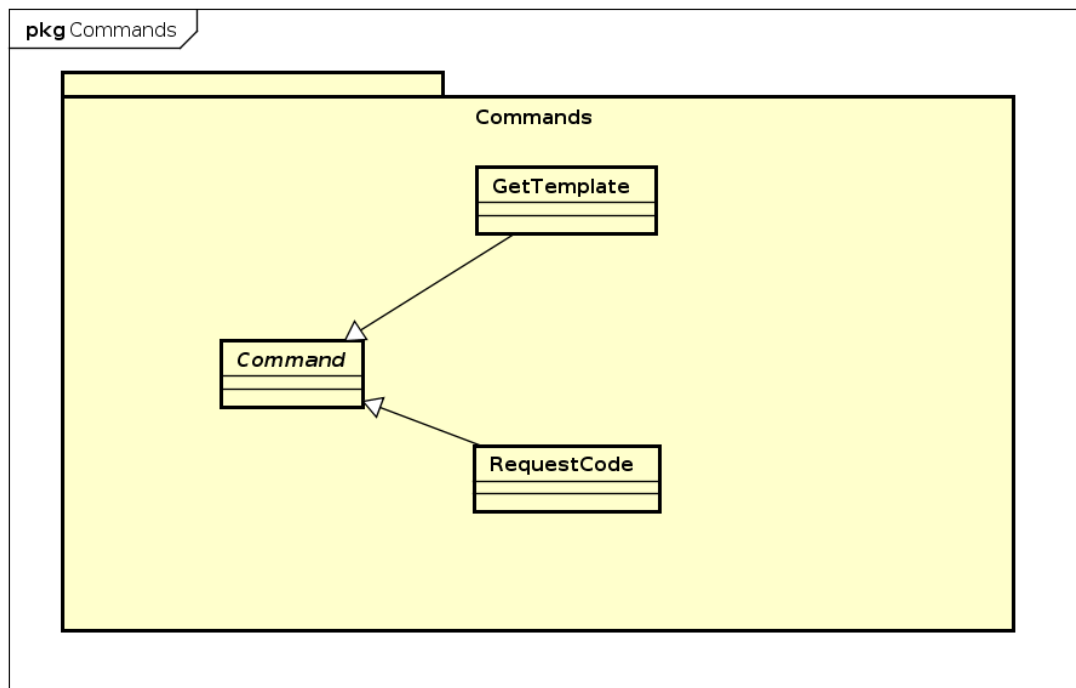 pkg Commands
Commands
GetTemplate
Command
RequestCode